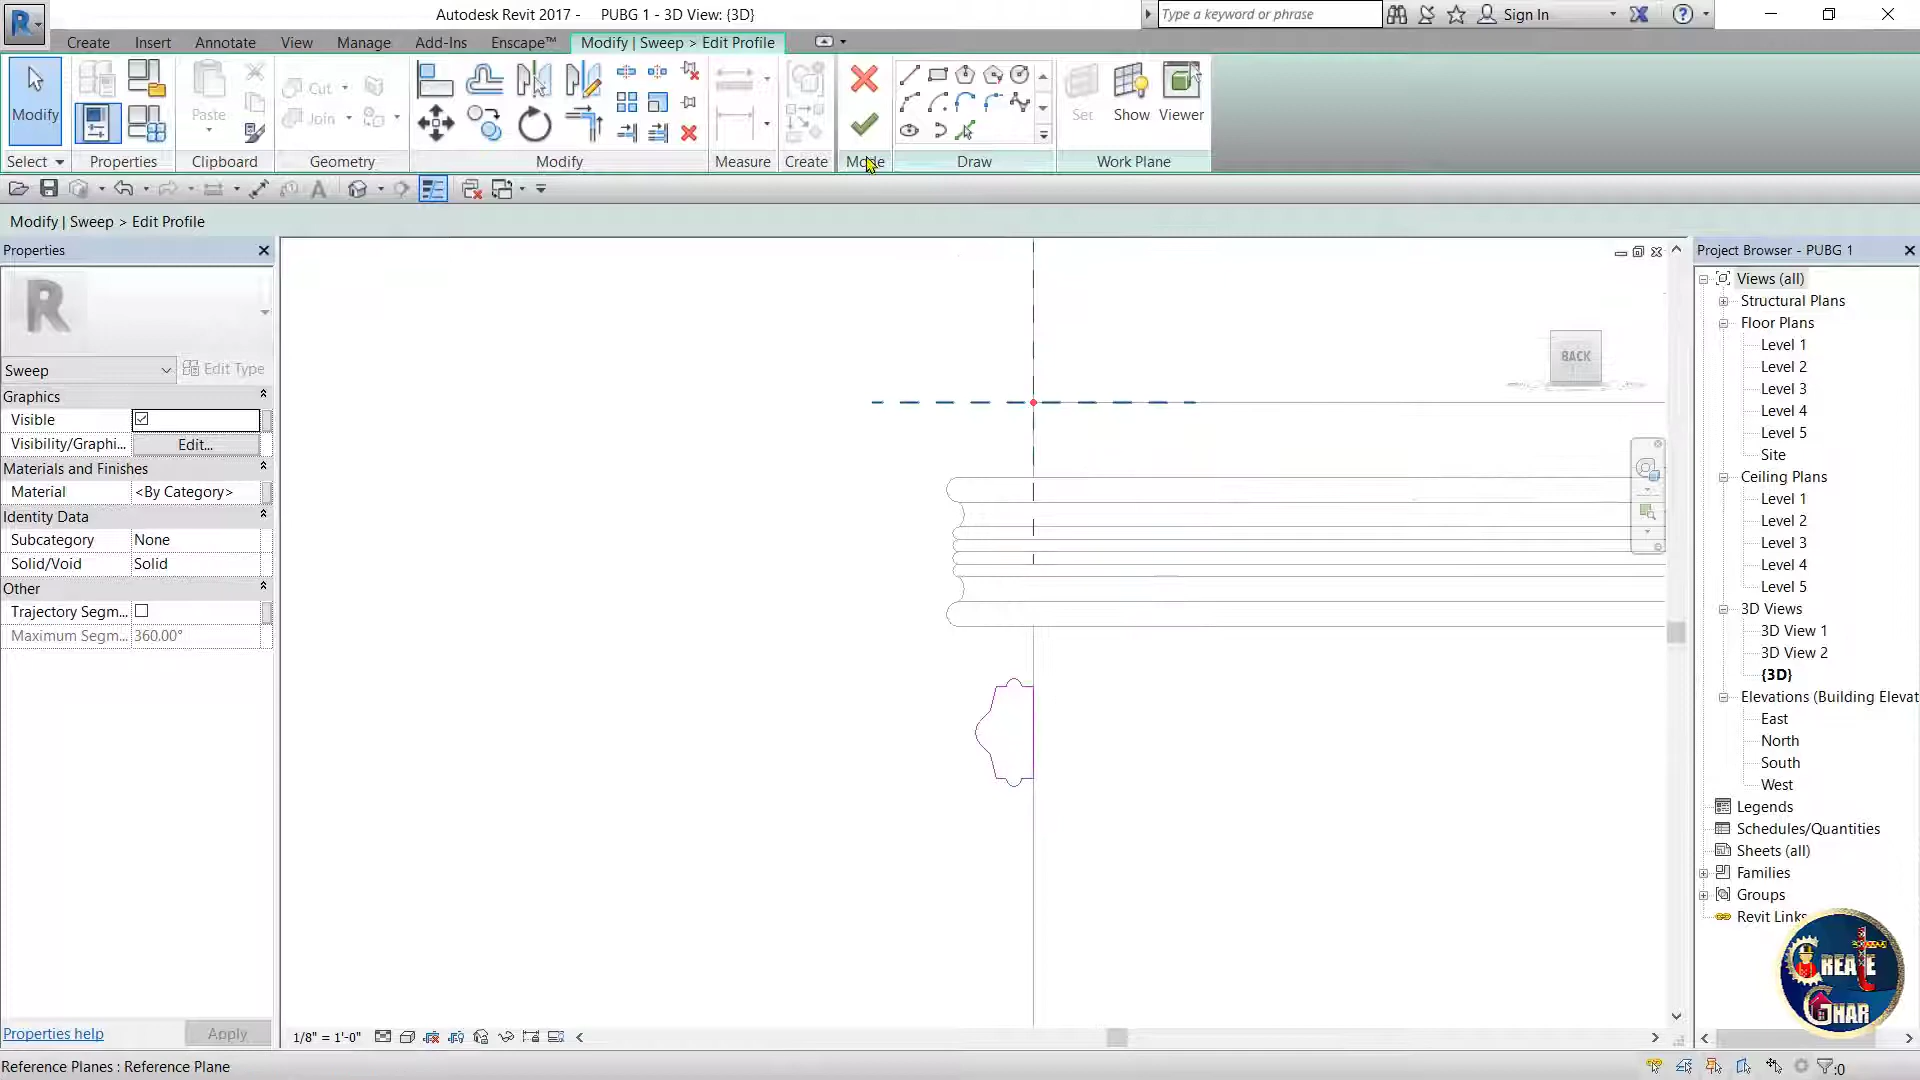 Autodesk Revit 2017 - PUBG 1 - 3D View: {3D}
Type a keyword or phrase
Sign In
Create Insert Annotate View Manage Add-Ins Enscape™ Modify | Sweep > Edit Profile
Modify
Paste
Cut
Join
Set Show Viewer
Select Properties Clipboard Geometry Modify Measure Create Mode Draw Work Plane
Modify | Sweep > Edit Profile
Properties
R
Sweep
Edit Type
Graphics
Visible
Visibility/Graphi... Edit...
Materials and Finishes
Material <By Category>
Identity Data
Subcategory None
Solid/Void Solid
Other
Trajectory Segm...
Maximum Segm... 360.00°
Properties help
Apply
BACK
1/8" = 1'-0"
Project Browser - PUBG 1
Views (all)
Structural Plans
Floor Plans
Level 1
Level 2
Level 3
Level 4
Level 5
Site
Ceiling Plans
Level 1
Level 2
Level 3
Level 4
Level 5
3D Views
3D View 1
3D View 2
{3D}
Elevations (Building Elevat
East
North
South
West
Legends
Schedules/Quantities
Sheets (all)
Families
Groups
Revit Links
CREATE
GHAR
Reference Planes : Reference Plane
:0